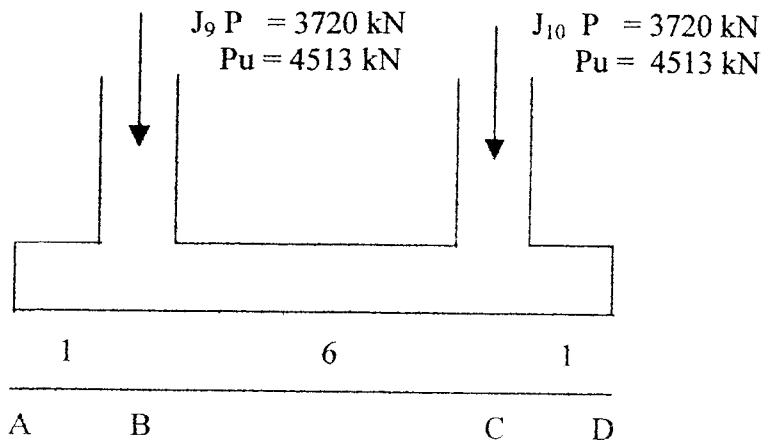 J₉ P = 3720 kN
Pu = 4513 kN
J₁₀ P = 3720 kN
Pu = 4513 kN
1 6 1
A B C D